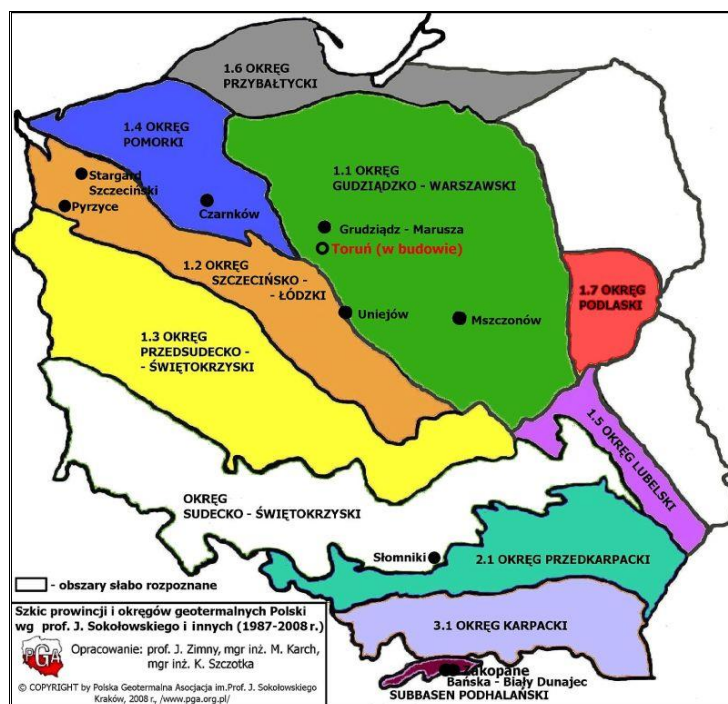 1.6 OKRĘG
PRZYBAŁTYCKI
1.4 OKRĘG
POMORKI
1.1 OKRĘG
GUDZIĄDZKO - WARSZAWSKI
Stargard
Szczeciński
Pyrzyce
Czarnków
Grudziądz - Marusza
Toruń (w budowie)
1.2 OKRĘG
SZCZECIŃSKO -
- ŁÓDZKI
1.7 OKRĘG
PODLASKI
Uniejów
Mszczonów
1.3 OKRĘG
PRZEDSUDECKO -
- ŚWIĘTOKRZYSKI
1.5 OKRĘG LUBELSKI
OKRĘG
SUDECKO - ŚWIĘTOKRZYSKI
Słomniki
2.1 OKRĘG PRZEDKARPACKI
- obszary słabo rozpoznane
3.1 OKRĘG KARPACKI
Zakopane
Bańska - Biały Dunajec
SUBBASEN PODHALAŃSKI
Szkic prowincji i okręgów geotermalnych Polski
wg prof. J. Sokołowskiego i innych (1987-2008 r.)
PGA
Opracowanie: prof. J. Zimny, mgr inż. M. Karch,
mgr inż. K. Szczotka
© COPYRIGHT by Polska Geotermalna Asocjacja im.Prof. J. Sokołowskiego
Kraków, 2008 r., /www.pga.org.pl/